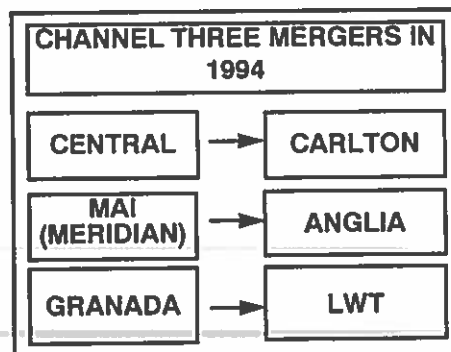 CHANNEL THREE MERGERS IN
1994
CENTRAL → CARLTON
MAI
(MERIDIAN) → ANGLIA
GRANADA → LWT